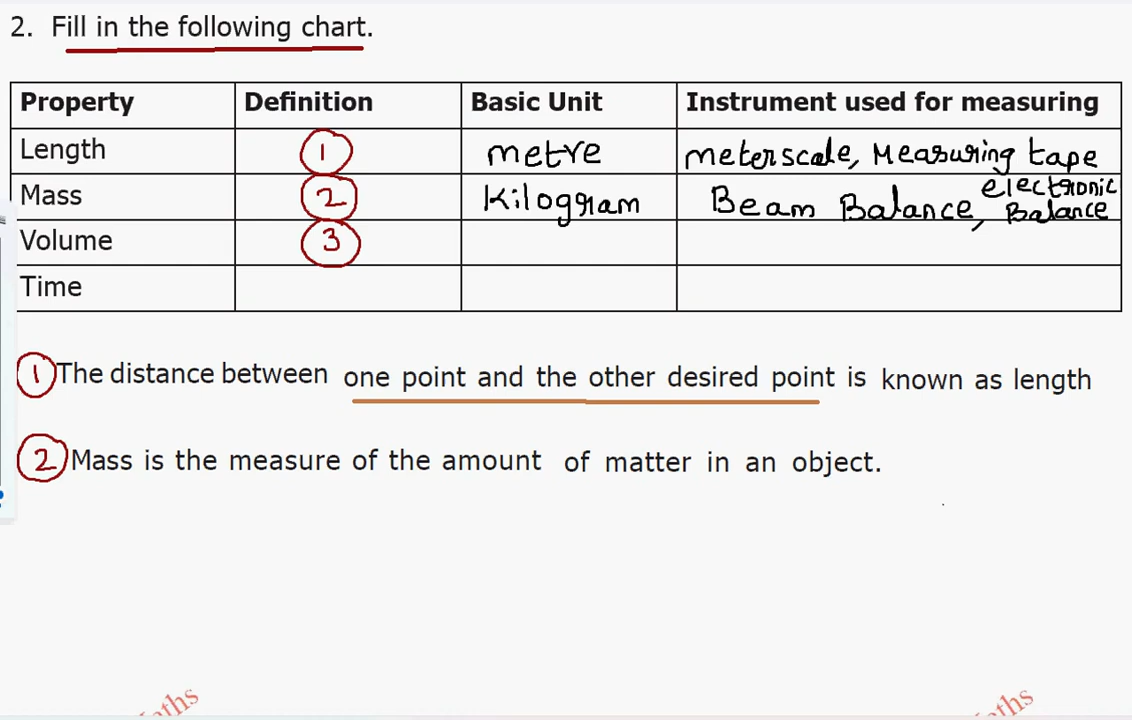 2. Fill in the following chart.
Property Definition Basic Unit Instrument used for measuring
Length 1 metre meterscale, Measuring tape
Mass 2 Kilogram Beam Balance, electronic Balance
Volume 3
Time
1 The distance between one point and the other desired point is known as length
2 Mass is the measure of the amount of matter in an object.